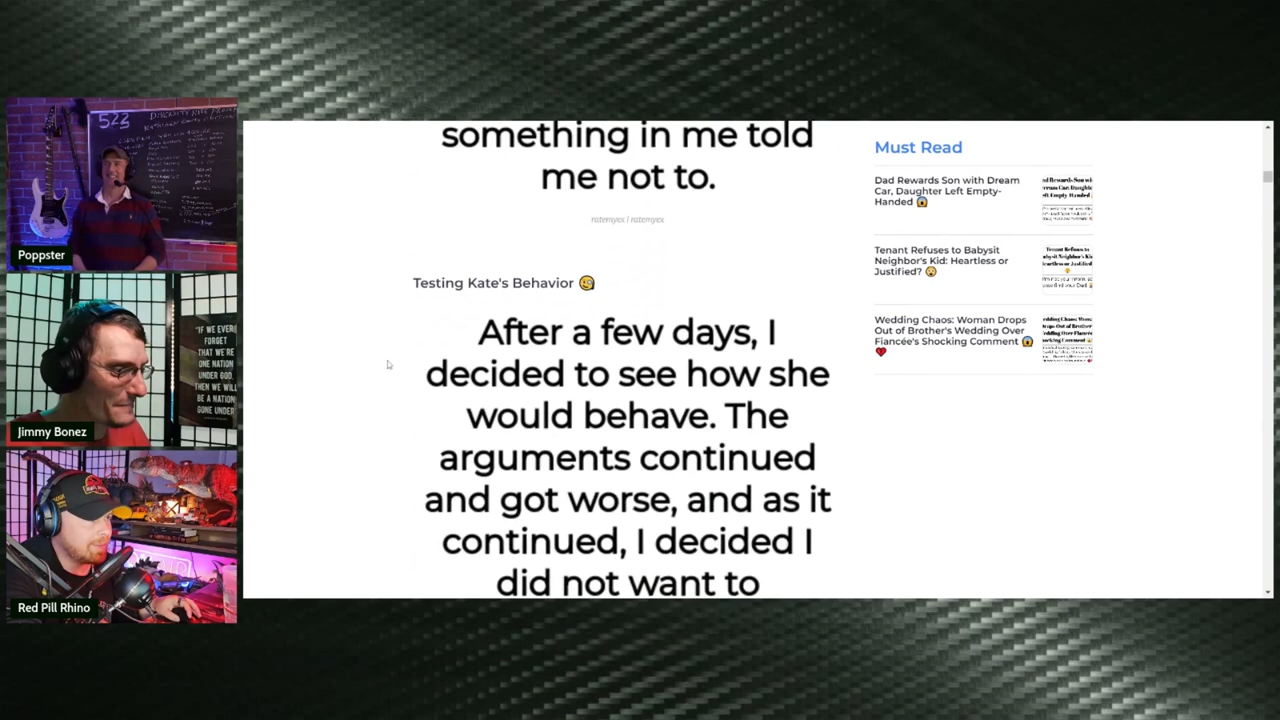 523
Poppster
"IF WE EVER
FORGET
THAT WE'RE
ONE NATION
UNDER GOD,
THEN WE WILL
BE A NATION
GONE UNDER
Jimmy Bonez
Red Pill Rhino
something in me told
me not to.
ratemyex / ratemyex
Testing Kate's Behavior 🧐
After a few days, I
decided to see how she
would behave. The
arguments continued
and got worse, and as it
continued, I decided I
did not want to
Must Read
Dad Rewards Son with Dream
Car, Daughter Left Empty-
Handed 😱
Tenant Refuses to Babysit
Neighbor's Kid: Heartless or
Justified? 😮
Wedding Chaos: Woman Drops
Out of Brother's Wedding Over
Fiancée's Shocking Comment 😱
💔